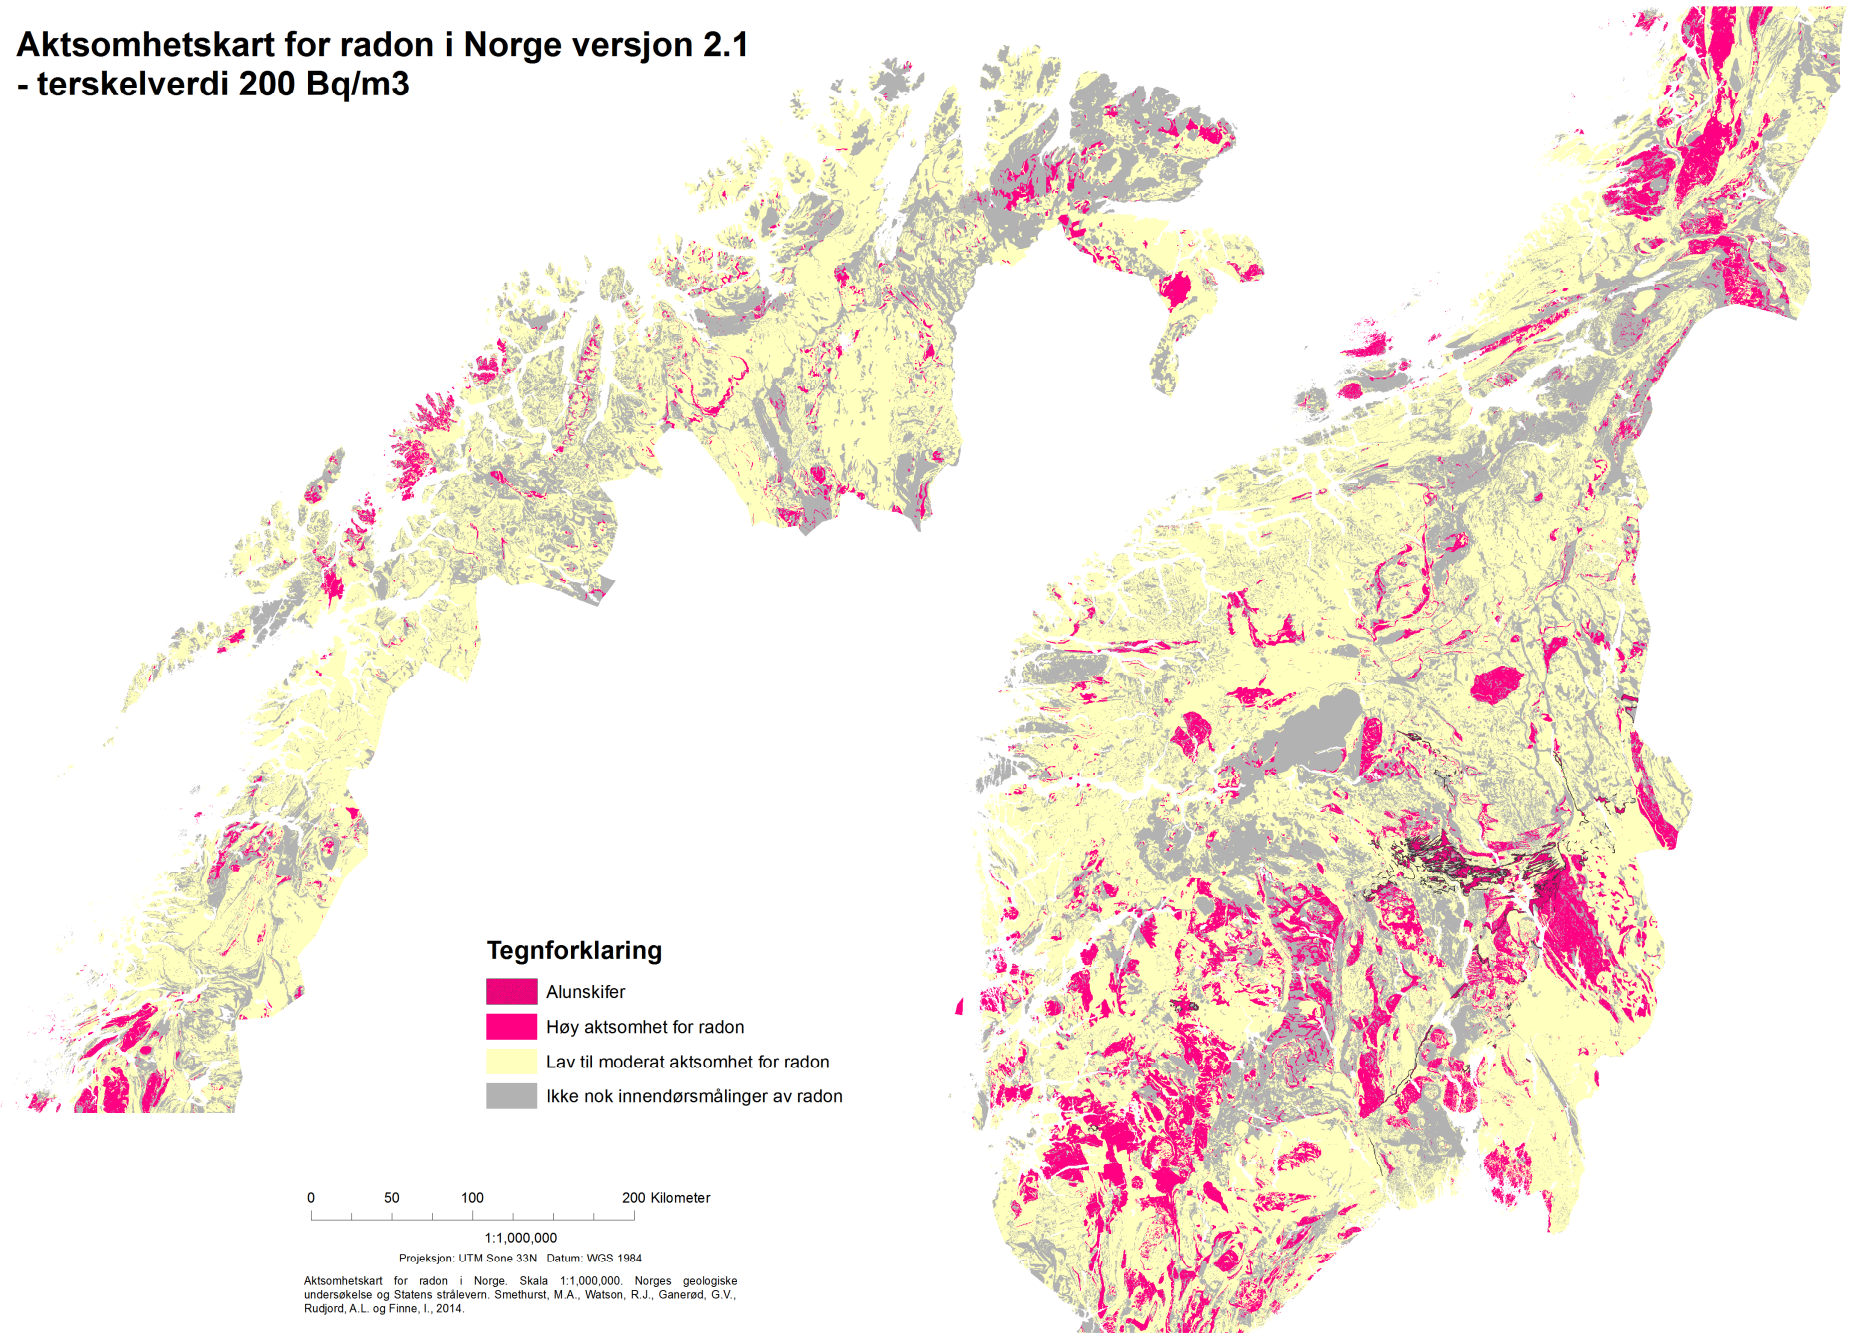 Aktsomhetskart for radon i Norge versjon 2.1
- terskelverdi 200 Bq/m3
Tegnforklaring
Alunskifer
Høy aktsomhet for radon
Lav til moderat aktsomhet for radon
Ikke nok innendørsmålinger av radon
0 50 100 200 Kilometer
1:1,000,000
Projeksjon: UTM Sone 33N Datum: WGS 1984
Aktsomhetskart for radon i Norge. Skala 1:1,000,000. Norges geologiske
undersøkelse og Statens strålevern. Smethurst, M.A., Watson, R.J., Ganerød, G.V.,
Rudjord, A.L. og Finne, I., 2014.